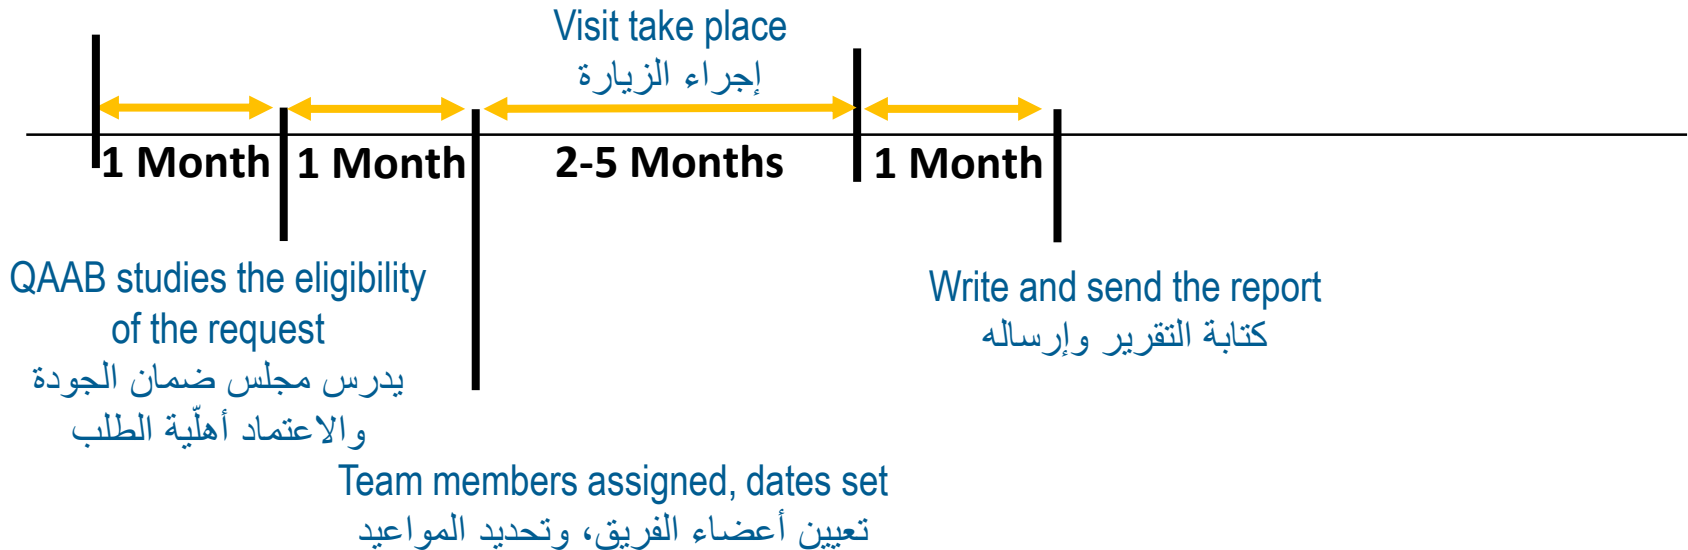 Visit take place
إجراء الزيارة
1 Month
1 Month
2-5 Months
1 Month
QAAB studies the eligibility
of the request
يدرس مجلس ضمان الجودة
والاعتماد أهلّية الطلب
Write and send the report
كتابة التقرير وإرساله
Team members assigned, dates set
تعيين أعضاء الفريق، وتحديد المواعيد